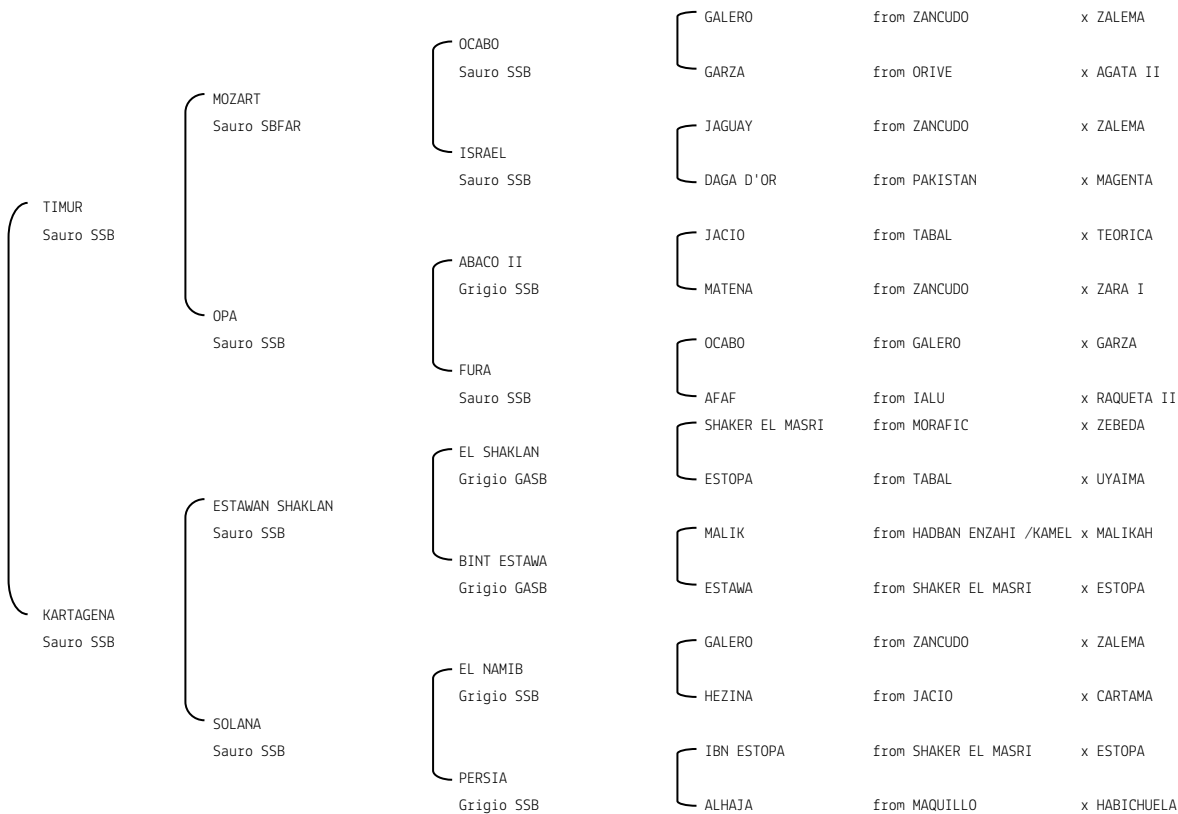 GALERO from ZANCUDO x ZALEMA
OCABO
Sauro SSB GARZA from ORIVE x AGATA II
MOZART
Sauro SBFAR JAGUAY from ZANCUDO x ZALEMA
ISRAEL
Sauro SSB DAGA D'OR from PAKISTAN x MAGENTA
TIMUR
Sauro SSB JACIO from TABAL x TEORICA
ABACO II
Grigio SSB MATENA from ZANCUDO x ZARA I
OPA
Sauro SSB OCABO from GALERO x GARZA
FURA
Sauro SSB AFAF from IALU x RAQUETA II
SHAKER EL MASRI from MORAFIC x ZEBEDA
EL SHAKLAN
Grigio GASB ESTOPA from TABAL x UYAIMA
ESTAWAN SHAKLAN
Sauro SSB MALIK from HADBAN ENZAHI /KAMEL x MALIKAH
BINT ESTAWA
Grigio GASB ESTAWA from SHAKER EL MASRI x ESTOPA
KARTAGENA
Sauro SSB GALERO from ZANCUDO x ZALEMA
EL NAMIB
Grigio SSB HEZINA from JACIO x CARTAMA
SOLANA
Sauro SSB IBN ESTOPA from SHAKER EL MASRI x ESTOPA
PERSIA
Grigio SSB ALHAJA from MAQUILLO x HABICHUELA